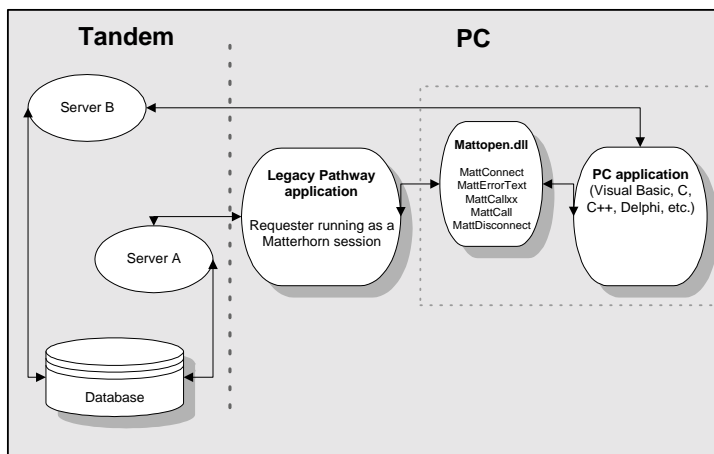 Tandem
PC
Server B
Server A
Database
Legacy Pathway
application
Requester running as a
Matterhorn session
Mattopen.dll
MattConnect
MattErrorText
MattCallxx
MattCall
MattDisconnect
PC application
(Visual Basic, C,
C++, Delphi, etc.)